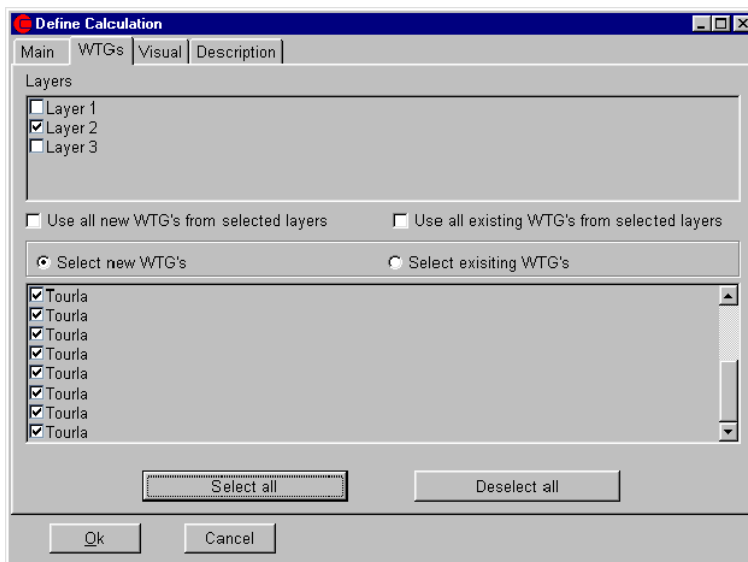 Define Calculation
Main WTGs Visual Description
Layers
Layer 1
Layer 2
Layer 3
Use all new WTG's from selected layers Use all existing WTG's from selected layers
Select new WTG's Select exisiting WTG's
Tourla
Tourla
Tourla
Tourla
Tourla
Tourla
Tourla
Tourla
Select all Deselect all
Ok Cancel